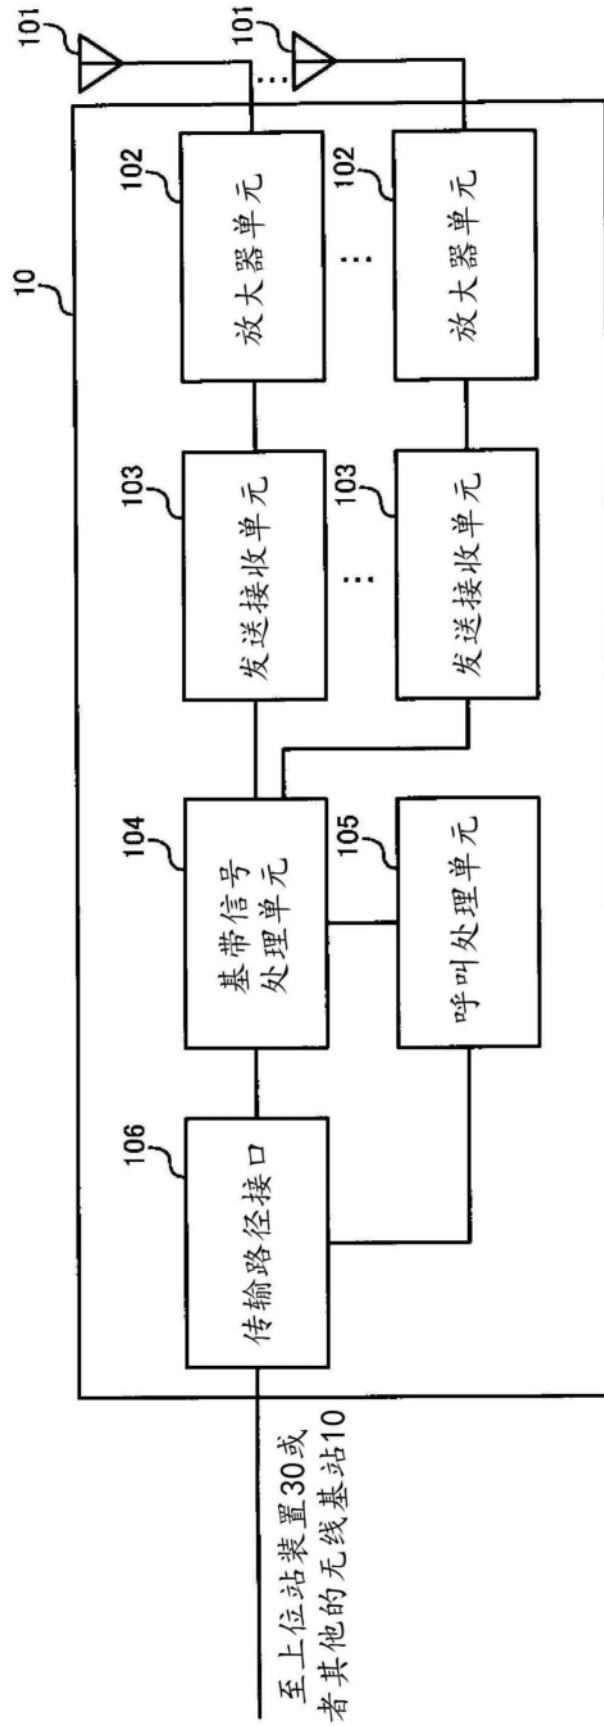 10
101
101
⋮
106
104
103
102
传输路径接口
基带信号
处理单元
发送接收单元
放大器单元
⋮
⋮
105
103
102
呼叫处理单元
发送接收单元
放大器单元
至上位站装置30或
者其他的无线基站10